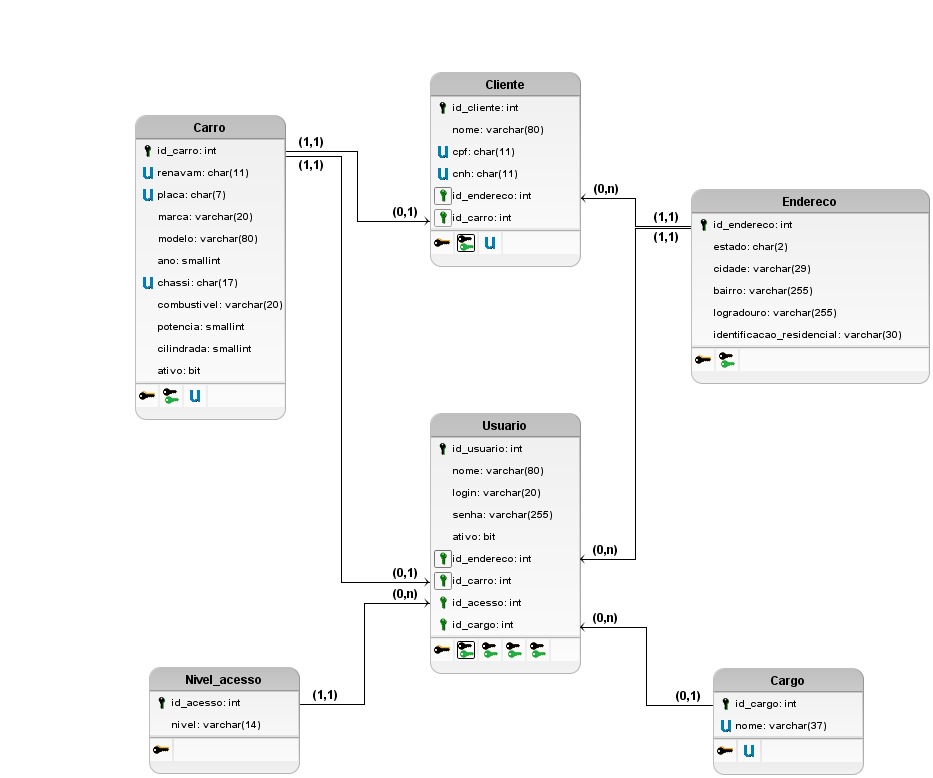 Cliente
id_cliente: int
nome: varchar(80)
cpf: char(11)
cnh: char(11)
id_endereco: int
id_carro: int
Carro
id_carro: int
renavam: char(11)
placa: char(7)
marca: varchar(20)
modelo: varchar(80)
ano: smallint
chassi: char(17)
combustivel: varchar(20)
potencia: smallint
cilindrada: smallint
ativo: bit
(1,1)
(1,1)
(0,1)
(0,n)
(1,1)
(1,1)
Endereco
id_endereco: int
estado: char(2)
cidade: varchar(29)
bairro: varchar(255)
logradouro: varchar(255)
identificacao_residencial: varchar(30)
Usuario
id_usuario: int
nome: varchar(80)
login: varchar(20)
senha: varchar(255)
ativo: bit
id_endereco: int
id_carro: int
id_acesso: int
id_cargo: int
(0,1)
(0,n)
(0,n)
(0,n)
Nivel_acesso
id_acesso: int
nivel: varchar(14)
(1,1)
(0,1)
Cargo
id_cargo: int
nome: varchar(37)